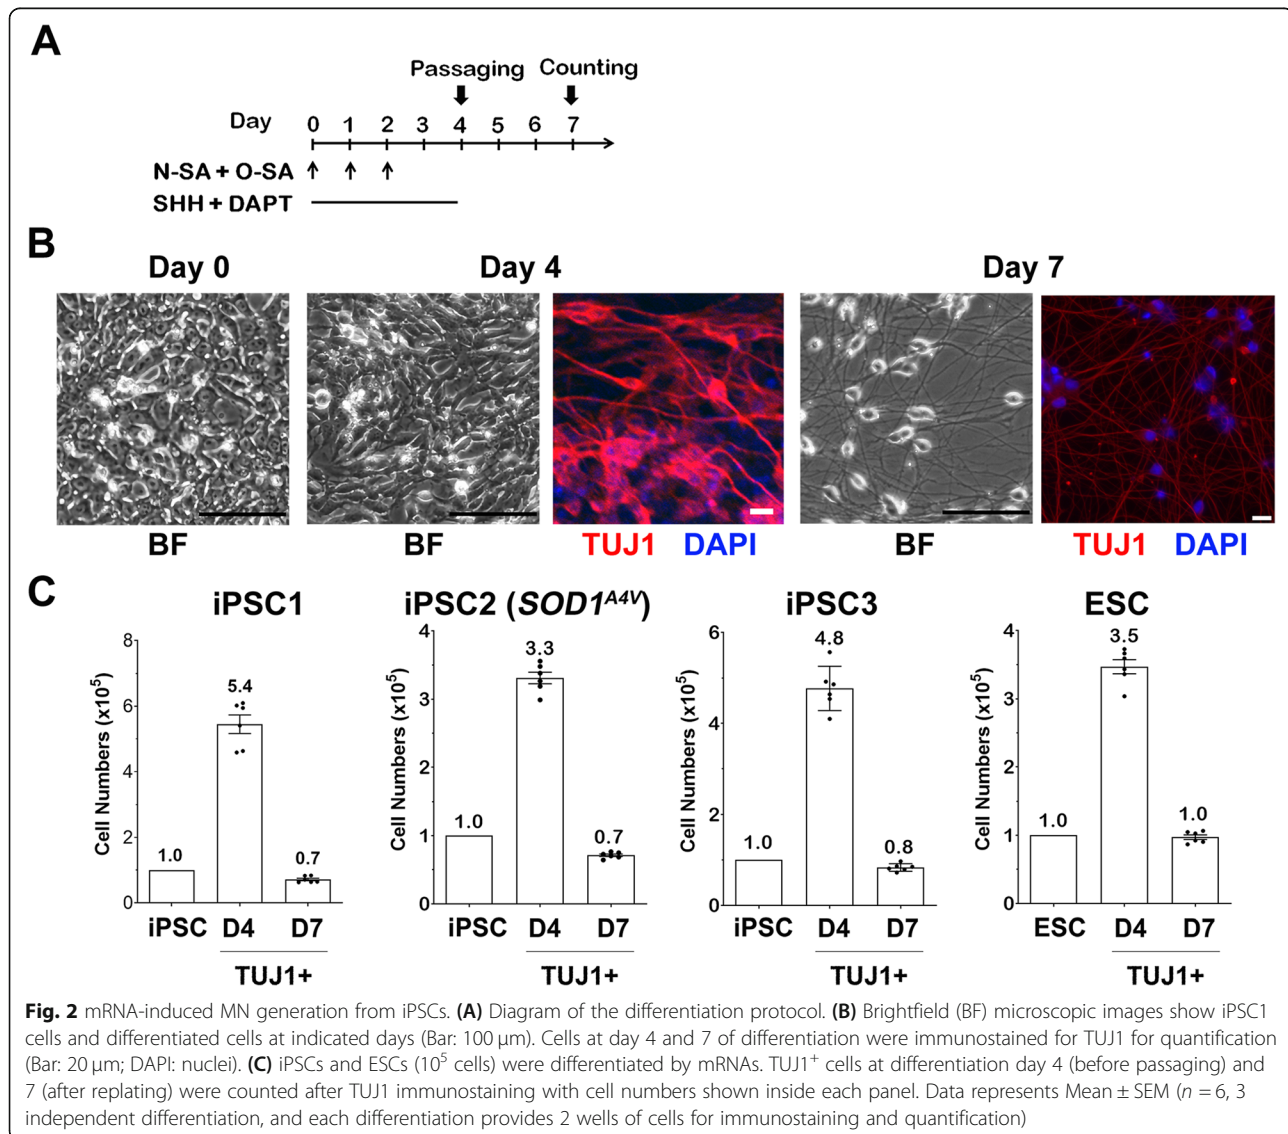 A
Passaging Counting
Day 0 1 2 3 4 5 6 7
N-SA + O-SA
SHH + DAPT
B
Day 0 Day 4 Day 7
BF BF TUJ1 DAPI BF TUJ1 DAPI
C
iPSC1
Cell Numbers (x10⁵)
8
6
4
2
0
1.0
5.4
0.7
iPSC D4 D7
TUJ1+
iPSC2 (SOD1ᴬ⁴ⱽ)
Cell Numbers (x10⁵)
4
3
2
1
0
1.0
3.3
0.7
iPSC D4 D7
TUJ1+
iPSC3
Cell Numbers (x10⁵)
6
4
2
0
1.0
4.8
0.8
iPSC D4 D7
TUJ1+
ESC
Cell Numbers (x10⁵)
4
3
2
1
0
1.0
3.5
1.0
ESC D4 D7
TUJ1+
Fig. 2 mRNA-induced MN generation from iPSCs. (A) Diagram of the differentiation protocol. (B) Brightfield (BF) microscopic images show iPSC1
cells and differentiated cells at indicated days (Bar: 100 μm). Cells at day 4 and 7 of differentiation were immunostained for TUJ1 for quantification
(Bar: 20 μm; DAPI: nuclei). (C) iPSCs and ESCs (10⁵ cells) were differentiated by mRNAs. TUJ1⁺ cells at differentiation day 4 (before passaging) and
7 (after replating) were counted after TUJ1 immunostaining with cell numbers shown inside each panel. Data represents Mean ± SEM (n = 6, 3
independent differentiation, and each differentiation provides 2 wells of cells for immunostaining and quantification)